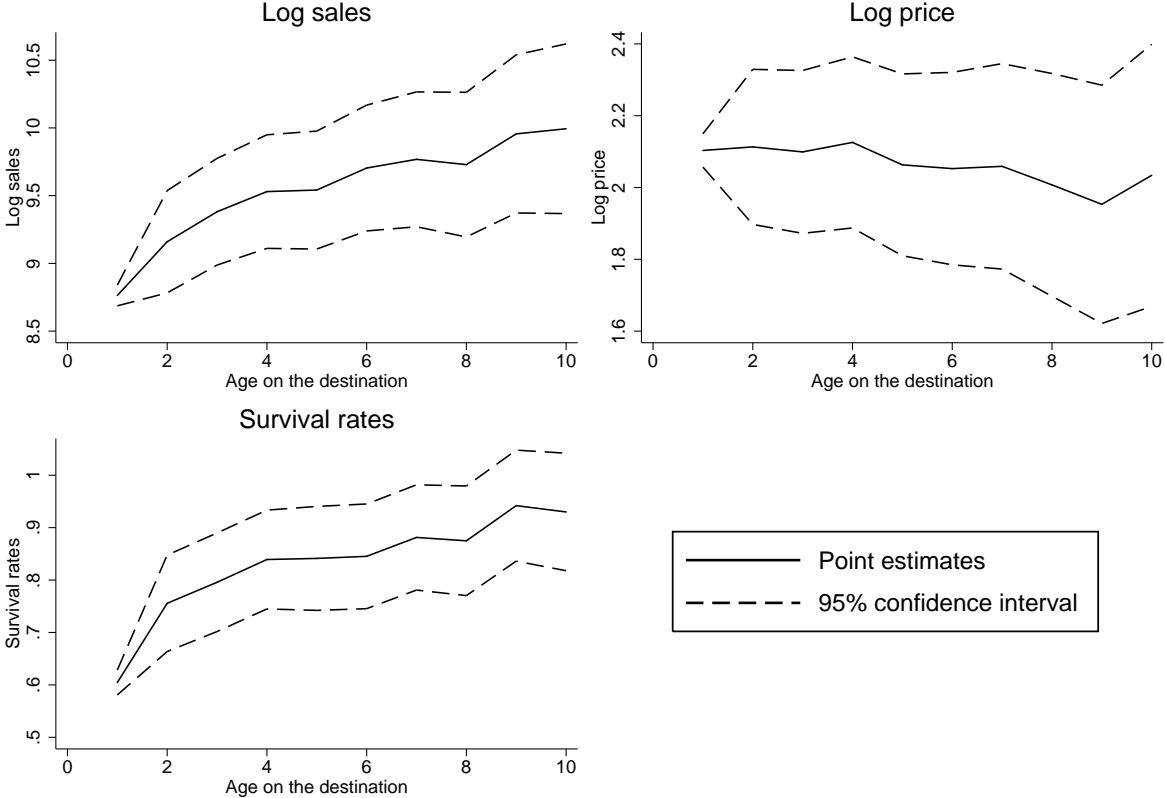 Log sales
Log sales
10.5
10
9.5
9
8.5
0 2 4 6 8 10
Age on the destination
Log price
Log price
2.4
2.2
2
1.8
1.6
0 2 4 6 8 10
Age on the destination
Survival rates
Survival rates
1
.9
.8
.7
.6
.5
0 2 4 6 8 10
Age on the destination
Point estimates
95% confidence interval